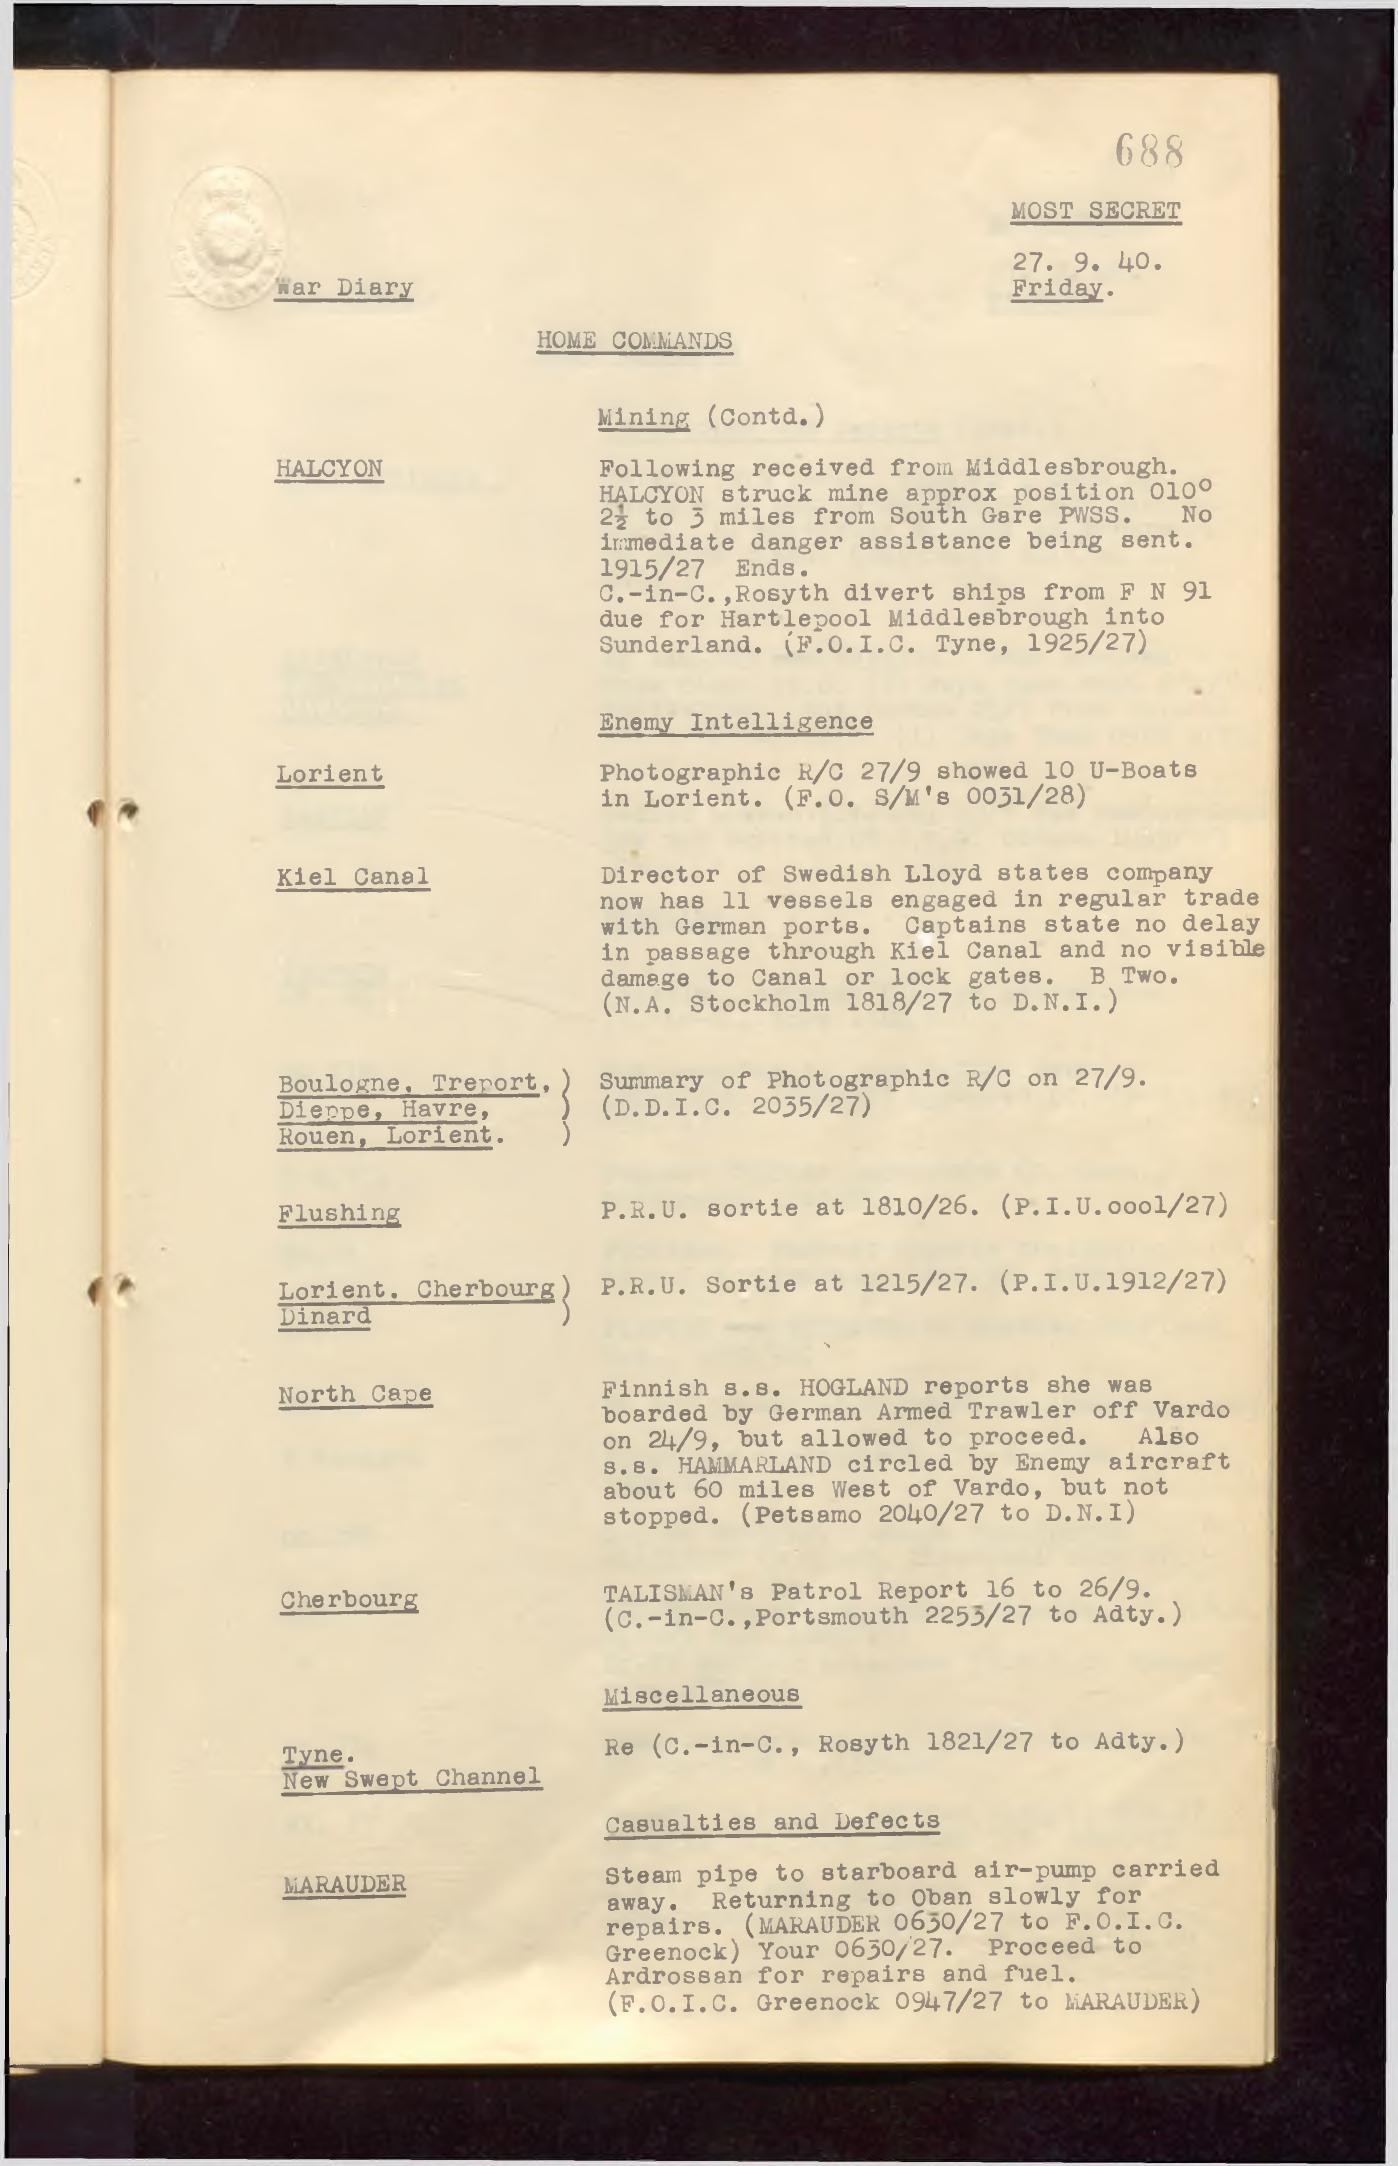 688
MOST SECRET
27. 9. 40.
Friday.
War Diary
HOME COMMANDS
Mining (Contd.)
HALCYON
Following received from Middlesbrough.
HALCYON struck mine approx position 010°
2½ to 3 miles from South Gare PWSS. No
immediate danger assistance being sent.
1915/27 Ends.
C.-in-C.,Rosyth divert ships from F N 91
due for Hartlepool Middlesbrough into
Sunderland. (F.O.I.C. Tyne, 1925/27)
Enemy Intelligence
Lorient
Photographic R/C 27/9 showed 10 U-Boats
in Lorient. (F.O. S/M's 0031/28)
Kiel Canal
Director of Swedish Lloyd states company
now has 11 vessels engaged in regular trade
with German ports. Captains state no delay
in passage through Kiel Canal and no visible
damage to Canal or lock gates. B Two.
(N.A. Stockholm 1818/27 to D.N.I.)
Boulogne. Treport, )
Dieppe, Havre, )
Rouen, Lorient. )
Summary of Photographic R/C on 27/9.
(D.D.I.C. 2035/27)
Flushing
P.R.U. sortie at 1810/26. (P.I.U.ooo1/27)
Lorient. Cherbourg )
Dinard )
P.R.U. Sortie at 1215/27. (P.I.U.1912/27)
North Cape
Finnish s.s. HOGLAND reports she was
boarded by German Armed Trawler off Vardo
on 24/9, but allowed to proceed. Also
s.s. HAMMARLAND circled by Enemy aircraft
about 60 miles West of Vardo, but not
stopped. (Petsamo 2040/27 to D.N.I)
Cherbourg
TALISMAN's Patrol Report 16 to 26/9.
(C.-in-C.,Portsmouth 2253/27 to Adty.)
Miscellaneous
Tyne.
New Swept Channel
Re (C.-in-C., Rosyth 1821/27 to Adty.)
Casualties and Defects
MARAUDER
Steam pipe to starboard air-pump carried
away. Returning to Oban slowly for
repairs. (MARAUDER 0630/27 to F.O.I.C.
Greenock) Your 0630/27. Proceed to
Ardrossan for repairs and fuel.
(F.O.I.C. Greenock 0947/27 to MARAUDER)